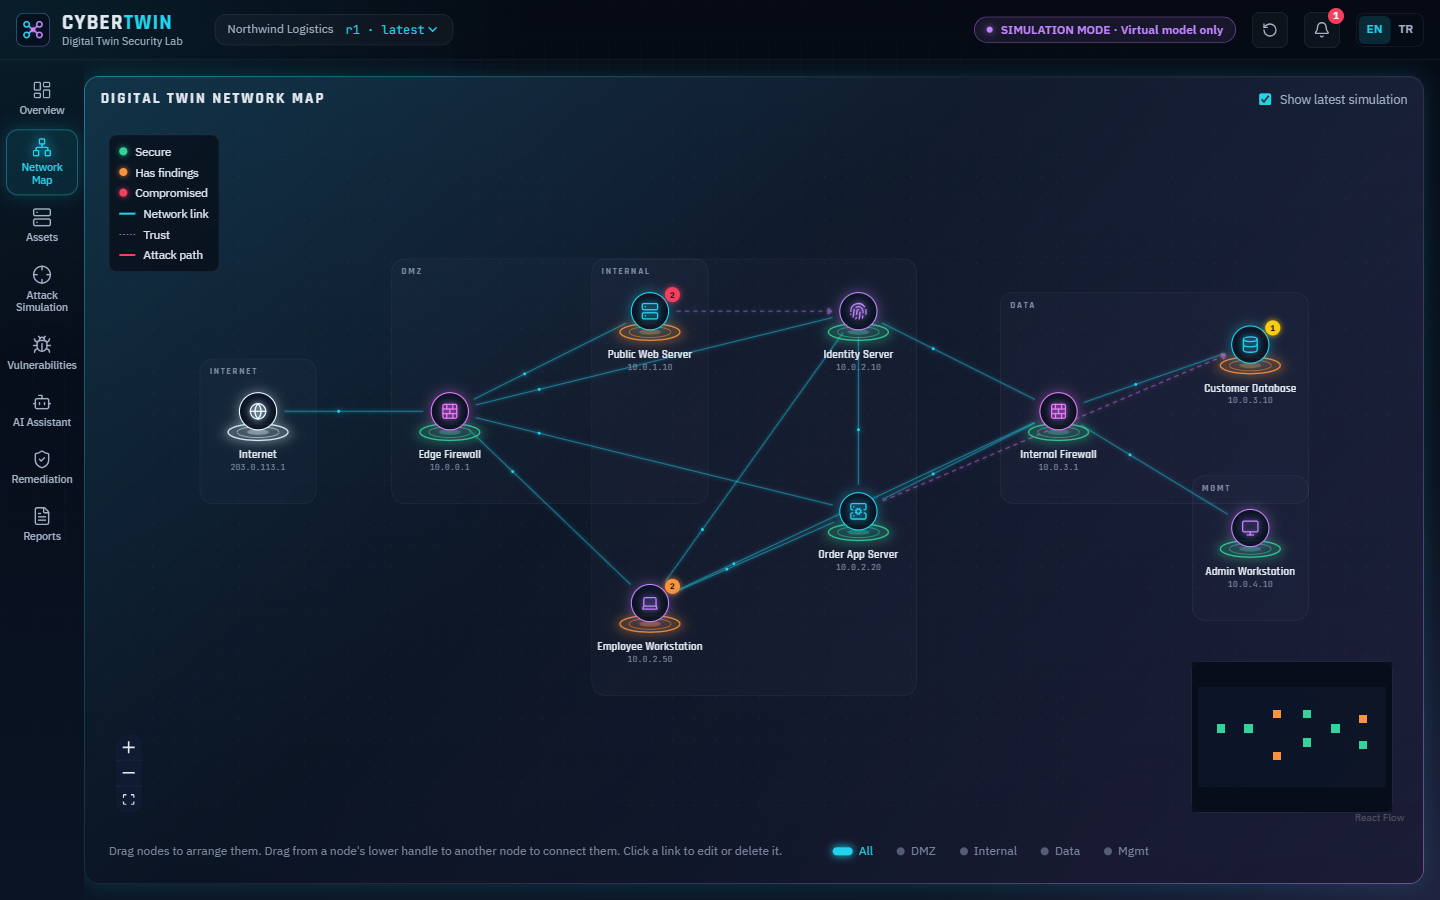 CYBERTWIN
Digital Twin Security Lab
Northwind Logistics r1 · latest
SIMULATION MODE · Virtual model only
1
EN TR
Overview
Network
Map
Assets
Attack
Simulation
Vulnerabilities
AI Assistant
Remediation
Reports
DIGITAL TWIN NETWORK MAP
Show latest simulation
Secure
Has findings
Compromised
Network link
Trust
Attack path
INTERNET
Internet
203.0.113.1
DMZ
Edge Firewall
10.0.0.1
2
Public Web Server
10.0.1.10
INTERNAL
Identity Server
10.0.2.10
Order App Server
10.0.2.20
2
Employee Workstation
10.0.2.50
DATA
Internal Firewall
10.0.3.1
1
Customer Database
10.0.3.10
MGMT
Admin Workstation
10.0.4.10
React Flow
Drag nodes to arrange them. Drag from a node's lower handle to another node to connect them. Click a link to edit or delete it.
All DMZ Internal Data Mgmt